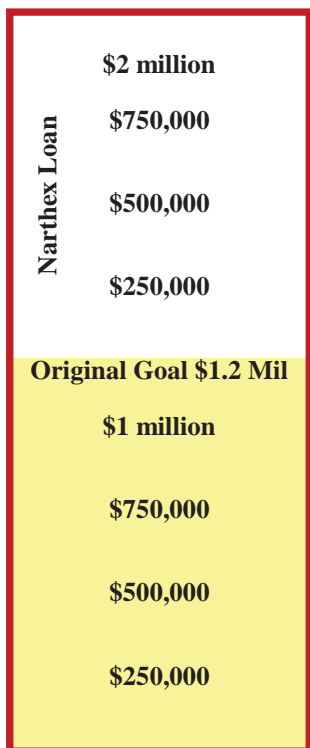 $2 million
$750,000
Narthex Loan
$500,000
$250,000
Original Goal $1.2 Mil
$1 million
$750,000
$500,000
$250,000